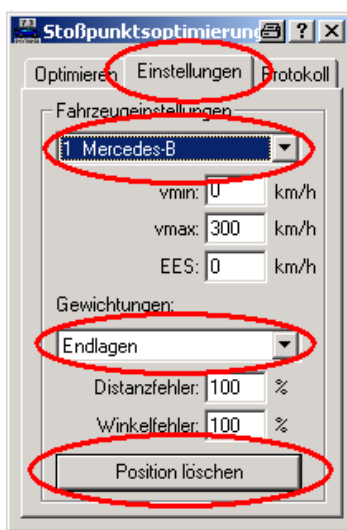 Stoßpunktsoptimierung
Optimieren Einstellungen Protokoll
Fahrzeugeinstellungen
1 Mercedes-B
vmin: 0 km/h
vmax: 300 km/h
EES: 0 km/h
Gewichtungen:
Endlagen
Distanzfehler: 100 %
Winkelfehler: 100 %
Position löschen